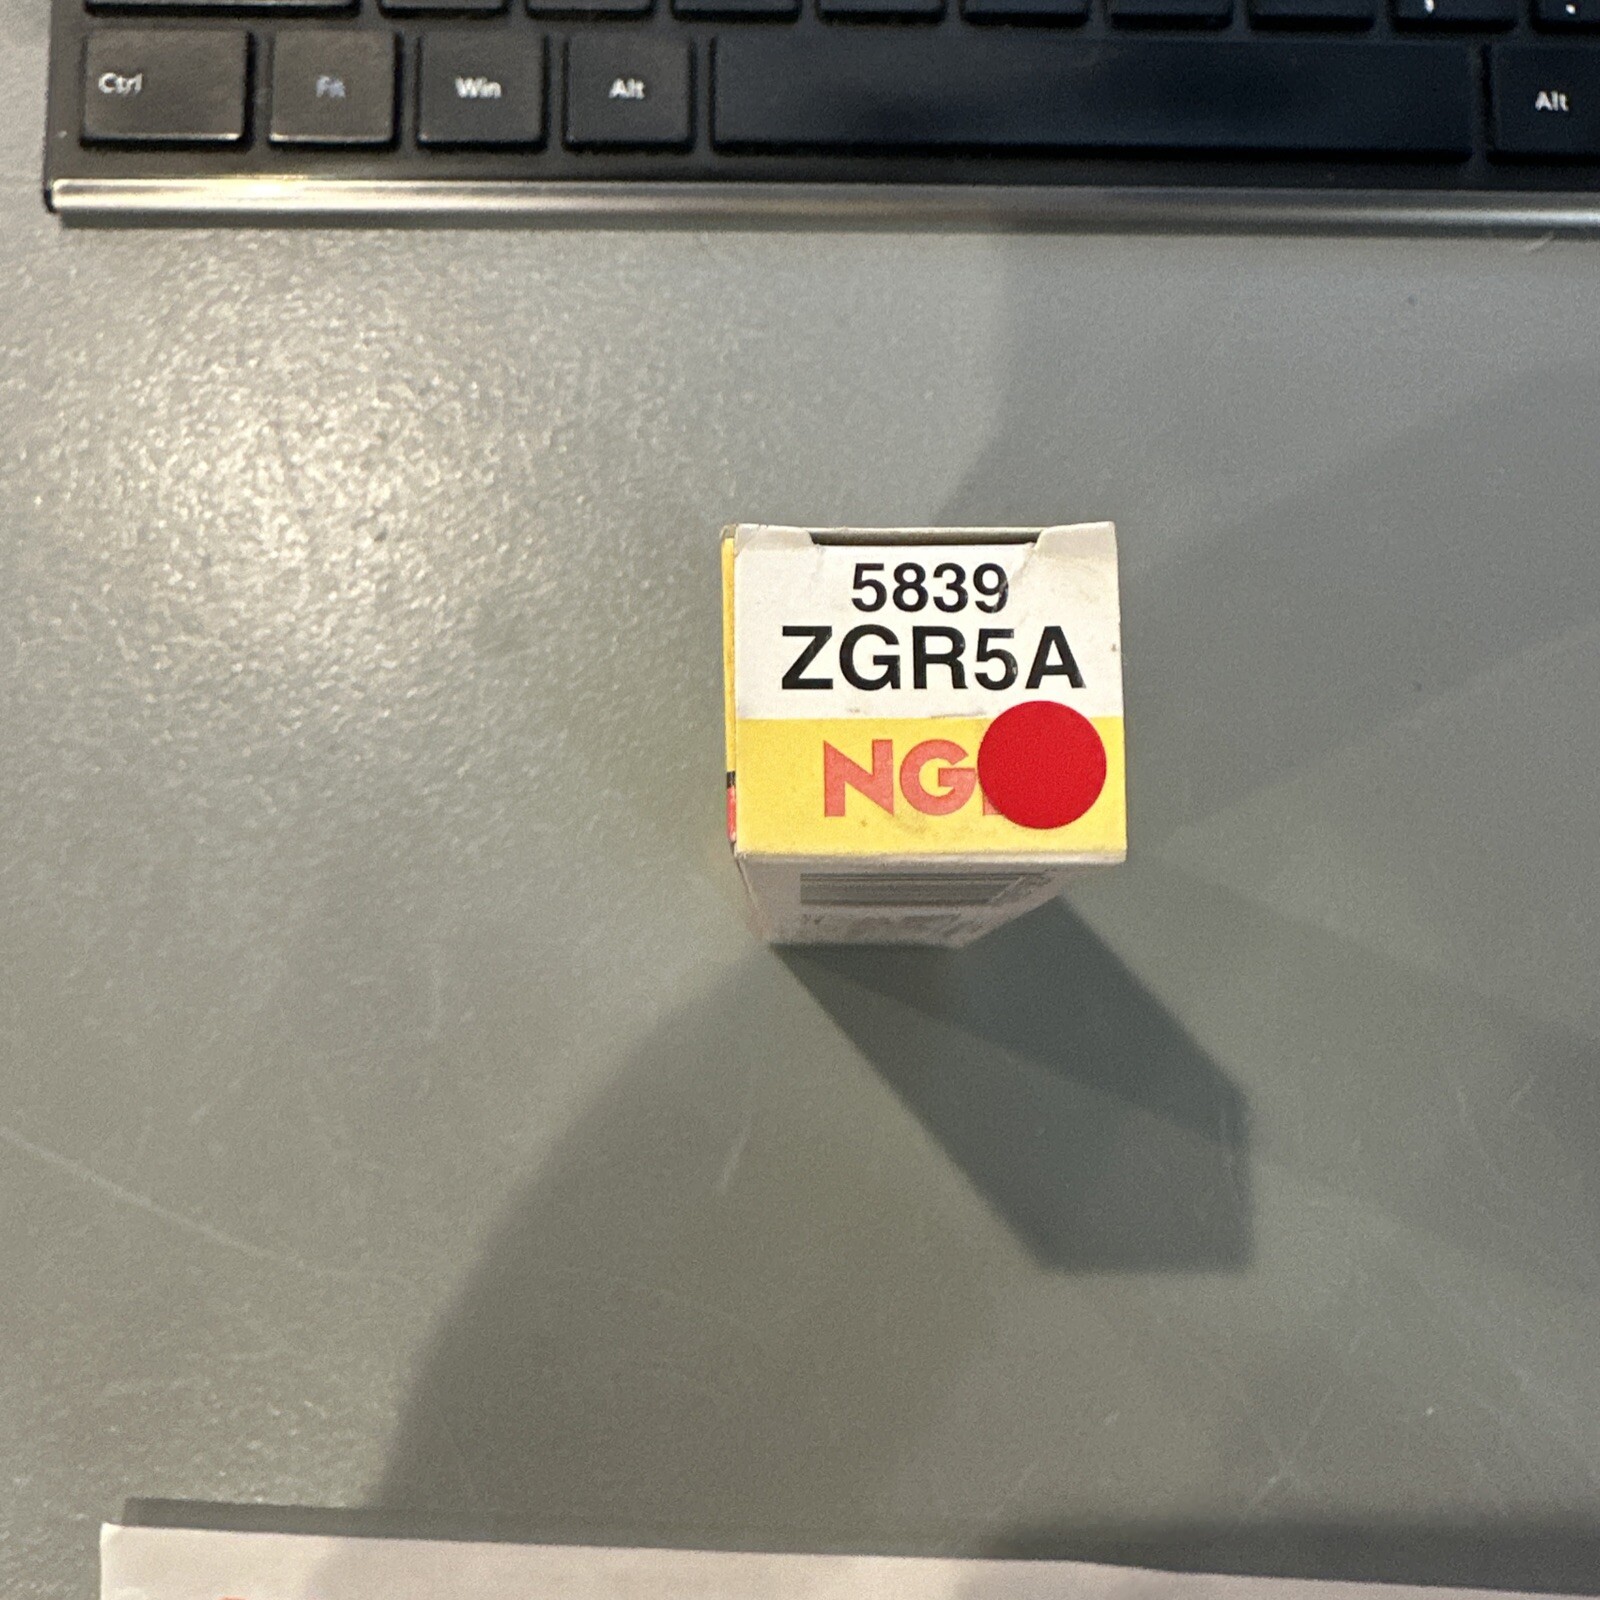 Ctrl Fn Win Alt Alt
5839
ZGR5A
NG